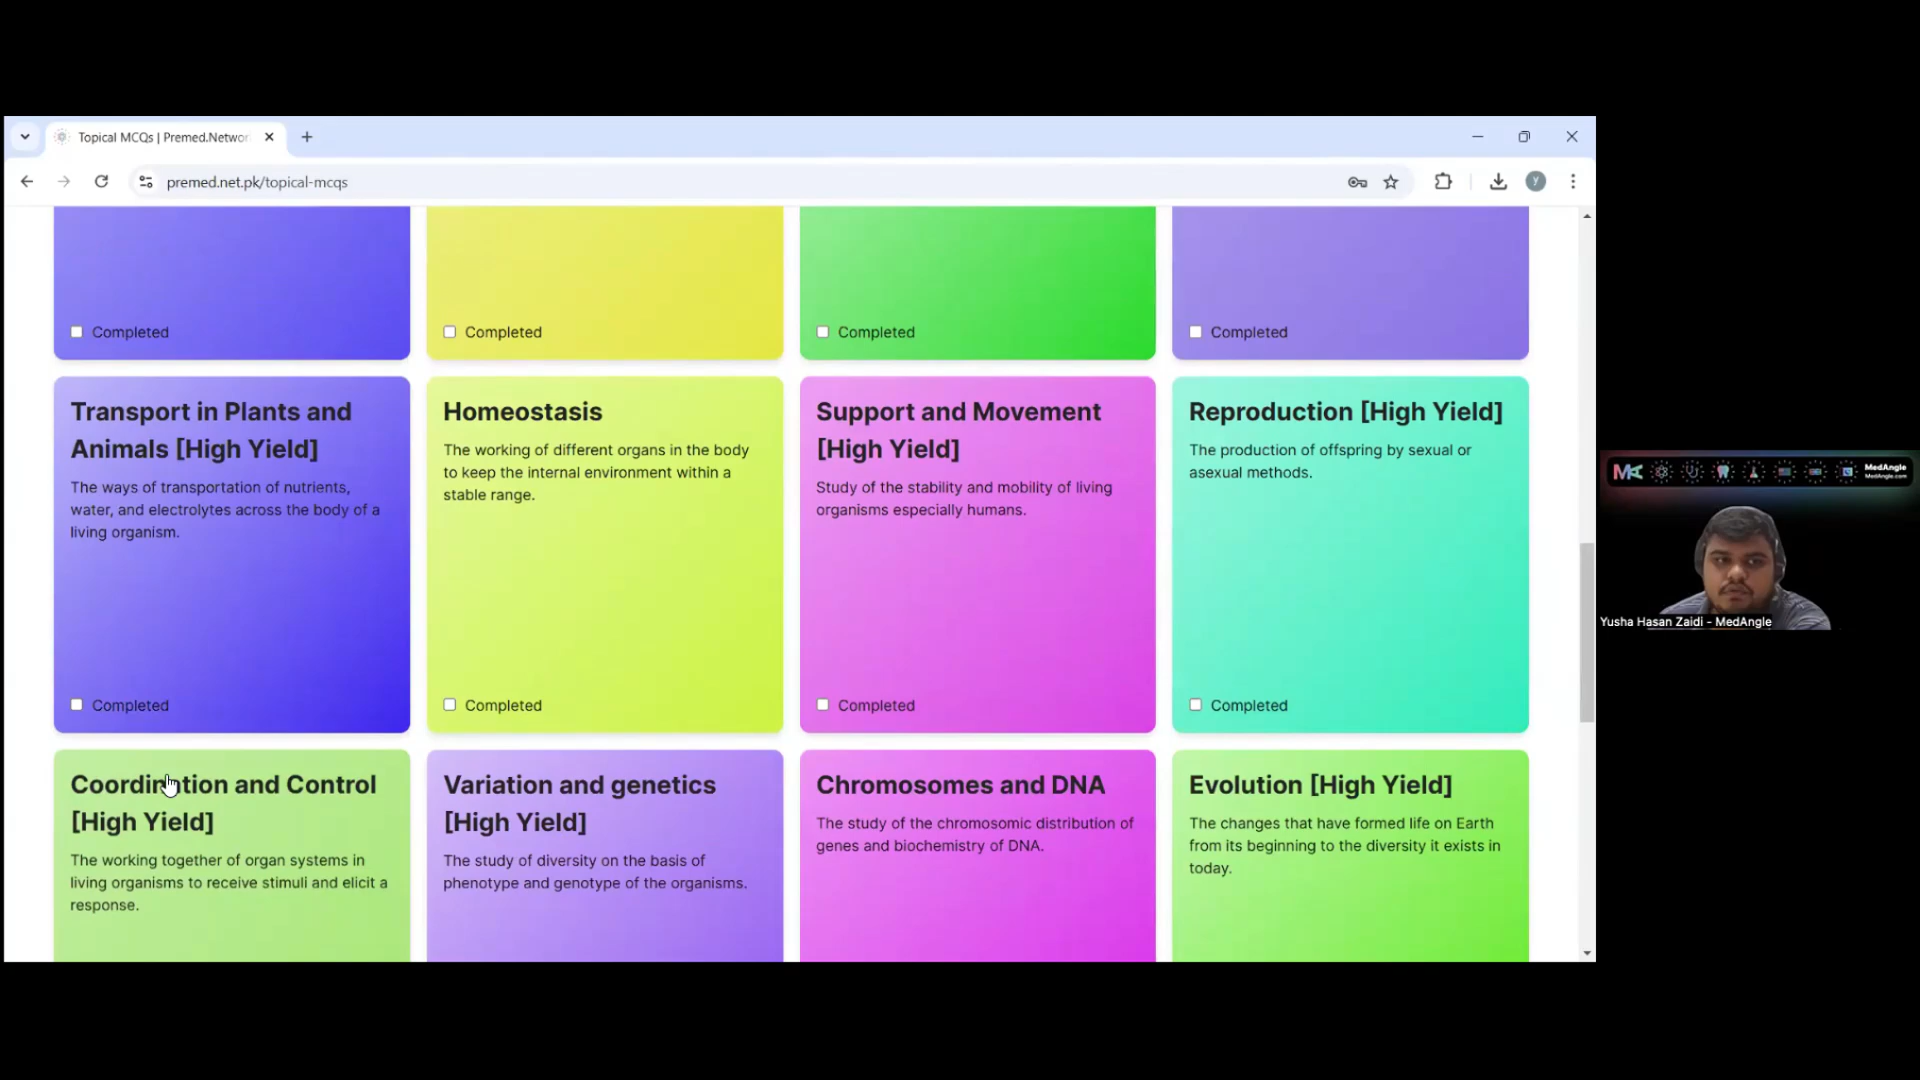 Topical MCQs | Premed.Networ
premed.net.pk/topical-mcqs
y
Completed
Completed
Completed
Completed
Transport in Plants and
Animals [High Yield]
The ways of transportation of nutrients,
water, and electrolytes across the body of a
living organism.
Completed
Homeostasis
The working of different organs in the body
to keep the internal environment within a
stable range.
Completed
Support and Movement
[High Yield]
Study of the stability and mobility of living
organisms especially humans.
Completed
Reproduction [High Yield]
The production of offspring by sexual or
asexual methods.
Completed
Coordination and Control
[High Yield]
The working together of organ systems in
living organisms to receive stimuli and elicit a
response.
Variation and genetics
[High Yield]
The study of diversity on the basis of
phenotype and genotype of the organisms.
Chromosomes and DNA
The study of the chromosomic distribution of
genes and biochemistry of DNA.
Evolution [High Yield]
The changes that have formed life on Earth
from its beginning to the diversity it exists in
today.
MA
MedAngle
MedAngle.com
Yusha Hasan Zaidi - MedAngle